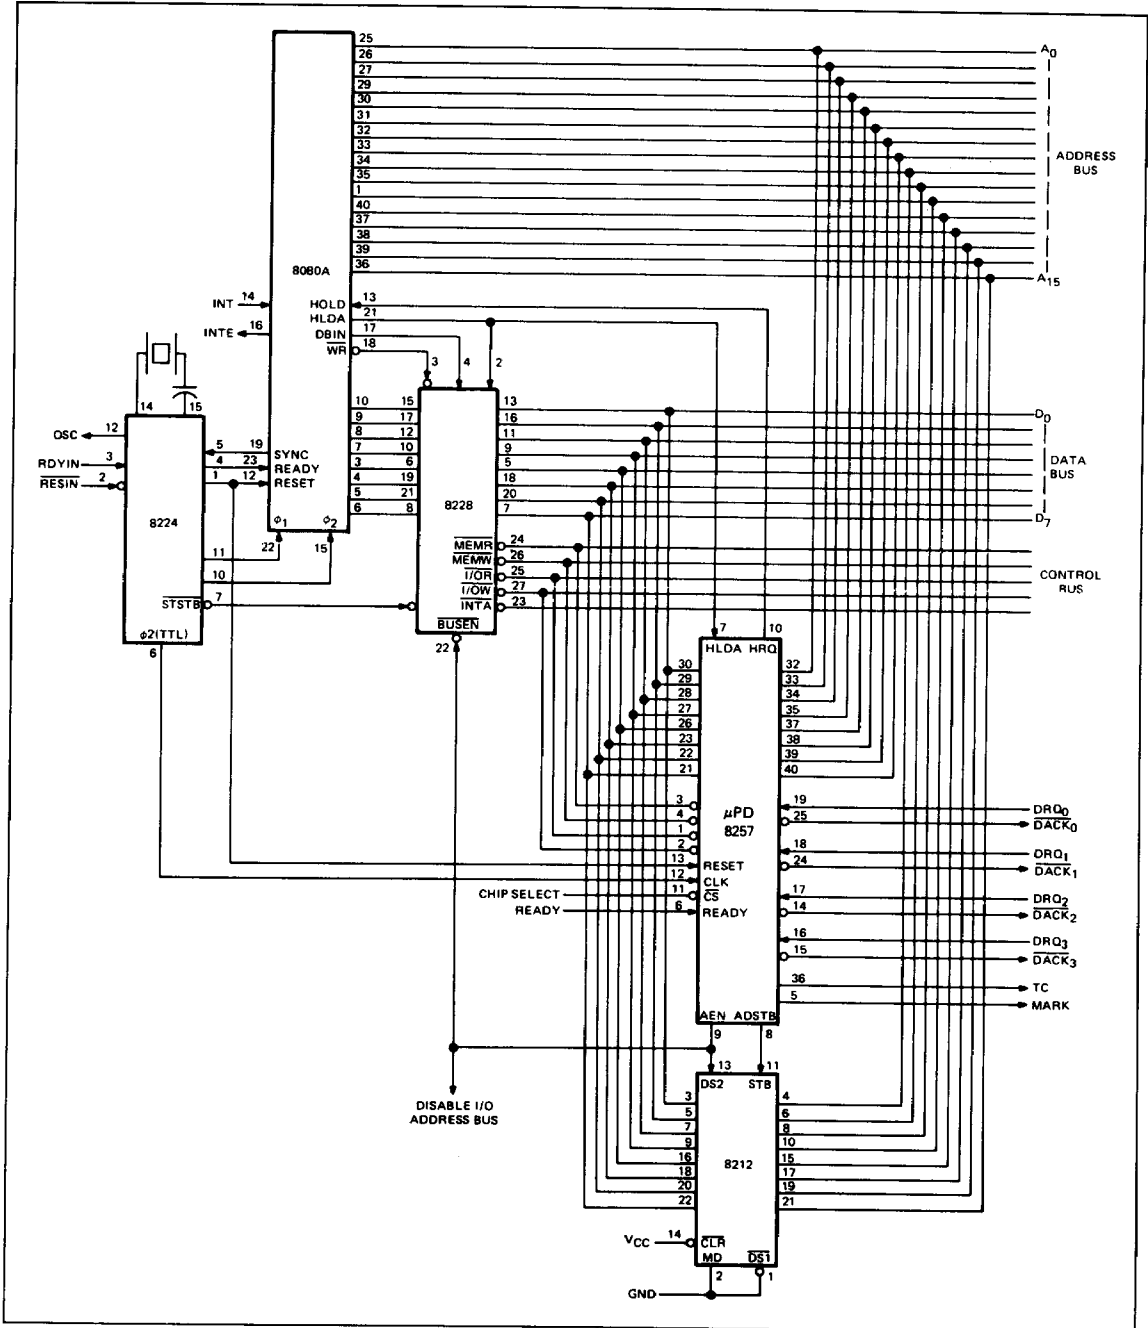 25
26
27
29
30
31
32
33
34
35
1
40
37
38
39
36
A0
ADDRESS
BUS
A15
8080A
INT 14
INTE 16
HOLD 13
HLDA 21
DBIN 17
WR 18
3 4 2
14 15
OSC 12
RDYIN 3
RESIN 2
8224
5 19 SYNC
4 23 READY
1 12 RESET
φ1 φ2
22 15
11
10
STSTB 7
φ2(TTL)
6
10 15
9 17
8 12
7 10
3 6
4 19
5 21
6 8
8228
13
16
11
9
5
18
20
7
D0
DATA
BUS
D7
MEMR 24
MEMW 26
I/OR 25
I/OW 27
INTA 23
BUSEN
22
CONTROL
RUS
7 10
HLDA HRQ
30
29
28
27
26
23
22
21
32
33
34
35
37
38
39
40
μPD
8257
3
4
1
2
13 RESET
12 CLK
CHIP SELECT 11 CS
READY 6 READY
19 DRQ0
25 DACK0
18 DRQ1
24 DACK1
17 DRQ2
14 DACK2
16 DRQ3
15 DACK3
36 TC
5 MARK
AEN ADSTB
9 8
13 11
DS2 STB
DISABLE I/O
ADDRESS BUS
3
5
7
9
16
18
20
22
8212
4
6
8
10
15
17
19
21
VCC 14 CLR
MD DS1
2 1
GND